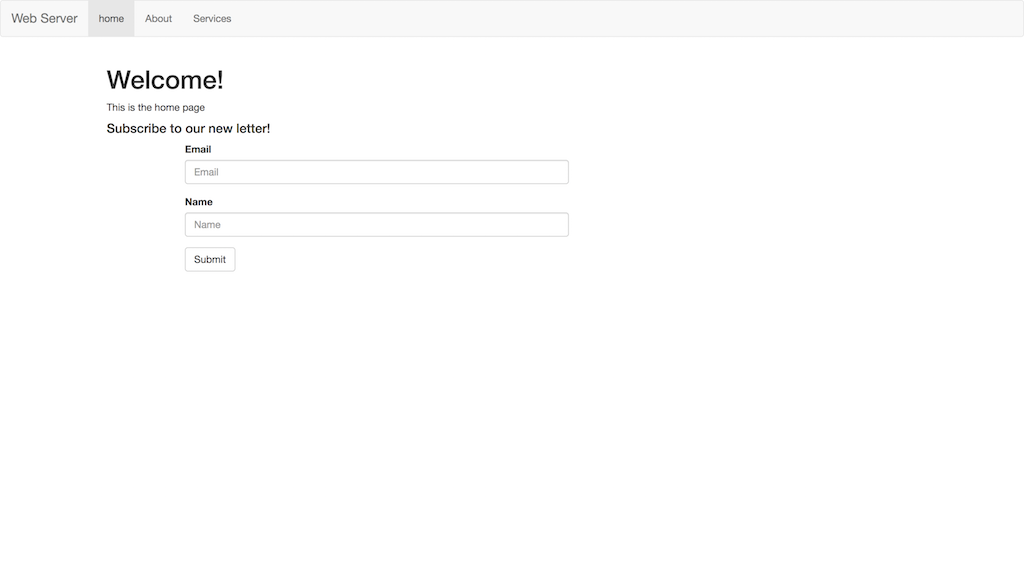 Web Server home About Services
Welcome!
This is the home page
Subscribe to our new letter!
Email
Email
Name
Name
Submit